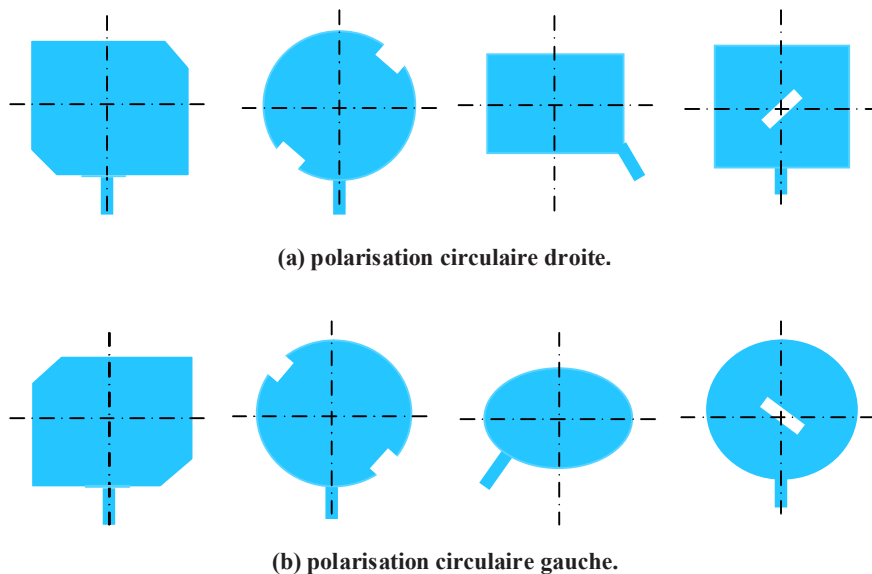 (a) polarisation circulaire droite.
(b) polarisation circulaire gauche.